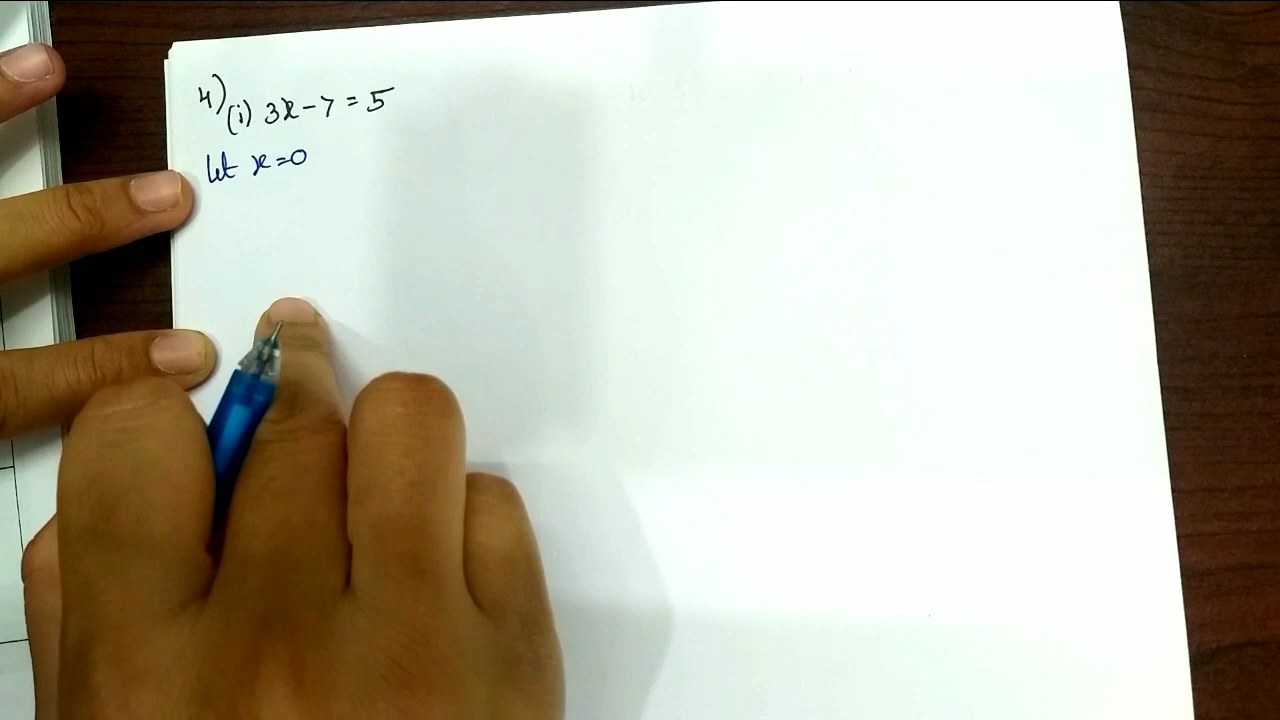 4) (i) 3x - 7 = 5
let x = 0